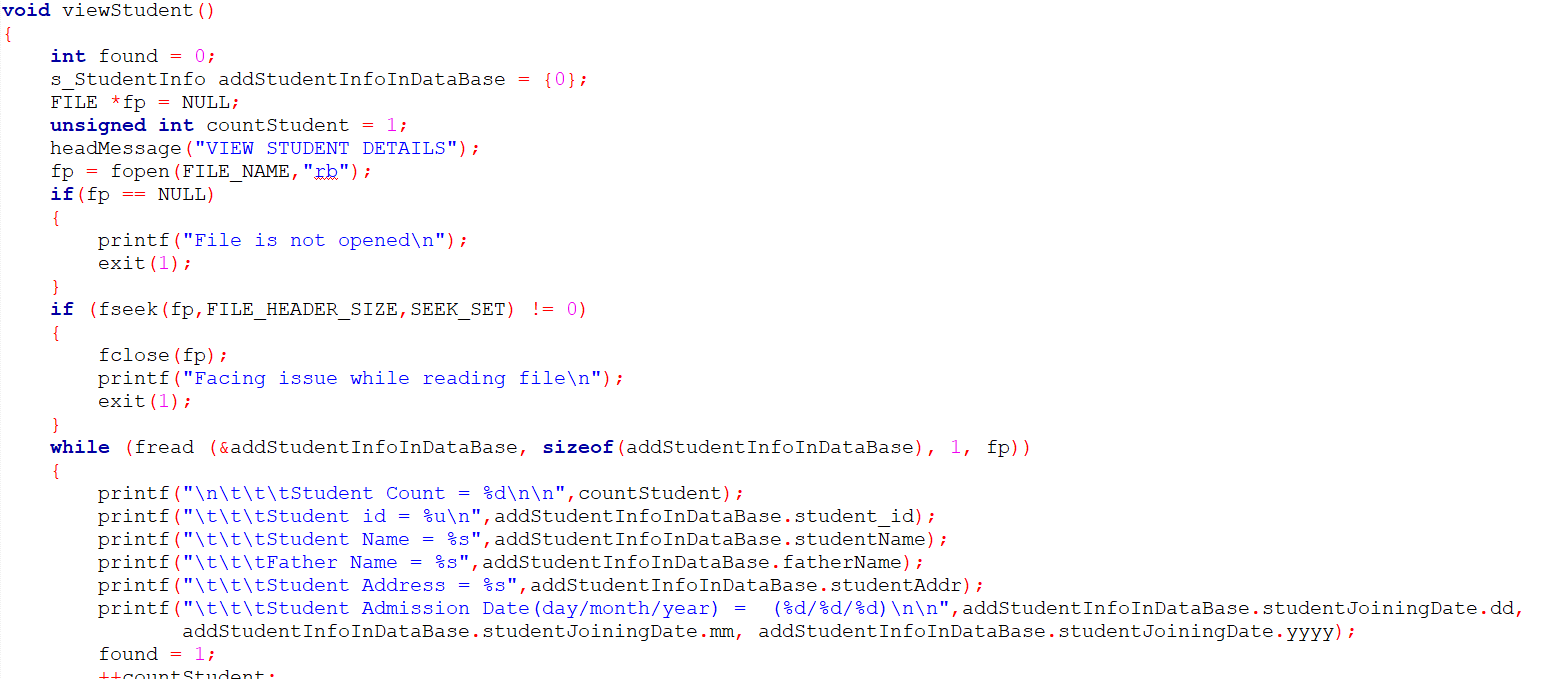 void viewStudent()
{
    int found = 0;
    s_StudentInfo addStudentInfoInDataBase = {0};
    FILE *fp = NULL;
    unsigned int countStudent = 1;
    headMessage("VIEW STUDENT DETAILS");
    fp = fopen(FILE_NAME,"rb");
    if(fp == NULL)
    {
        printf("File is not opened\n");
        exit(1);
    }
    if (fseek(fp,FILE_HEADER_SIZE,SEEK_SET) != 0)
    {
        fclose(fp);
        printf("Facing issue while reading file\n");
        exit(1);
    }
    while (fread (&addStudentInfoInDataBase, sizeof(addStudentInfoInDataBase), 1, fp))
    {
        printf("\n\t\t\tStudent Count = %d\n\n",countStudent);
        printf("\t\t\tStudent id = %u\n",addStudentInfoInDataBase.student_id);
        printf("\t\t\tStudent Name = %s",addStudentInfoInDataBase.studentName);
        printf("\t\t\tFather Name = %s",addStudentInfoInDataBase.fatherName);
        printf("\t\t\tStudent Address = %s",addStudentInfoInDataBase.studentAddr);
        printf("\t\t\tStudent Admission Date(day/month/year) =  (%d/%d/%d)\n\n",addStudentInfoInDataBase.studentJoiningDate.dd,
               addStudentInfoInDataBase.studentJoiningDate.mm, addStudentInfoInDataBase.studentJoiningDate.yyyy);
        found = 1;
        ++countStudent;